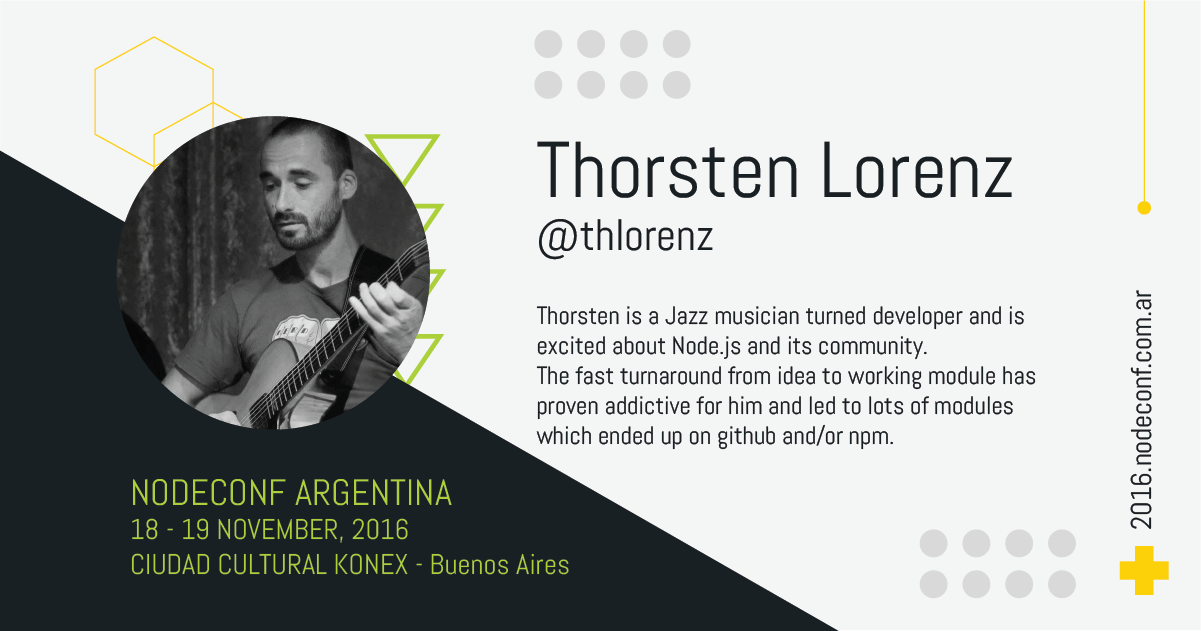 Thorsten Lorenz
@thlorenz
Thorsten is a Jazz musician turned developer and is
excited about Node.js and its community.
The fast turnaround from idea to working module has
proven addictive for him and led to lots of modules
which ended up on github and/or npm.
NODECONF ARGENTINA
18 - 19 NOVEMBER, 2016
CIUDAD CULTURAL KONEX - Buenos Aires
2016.nodeconf.com.ar